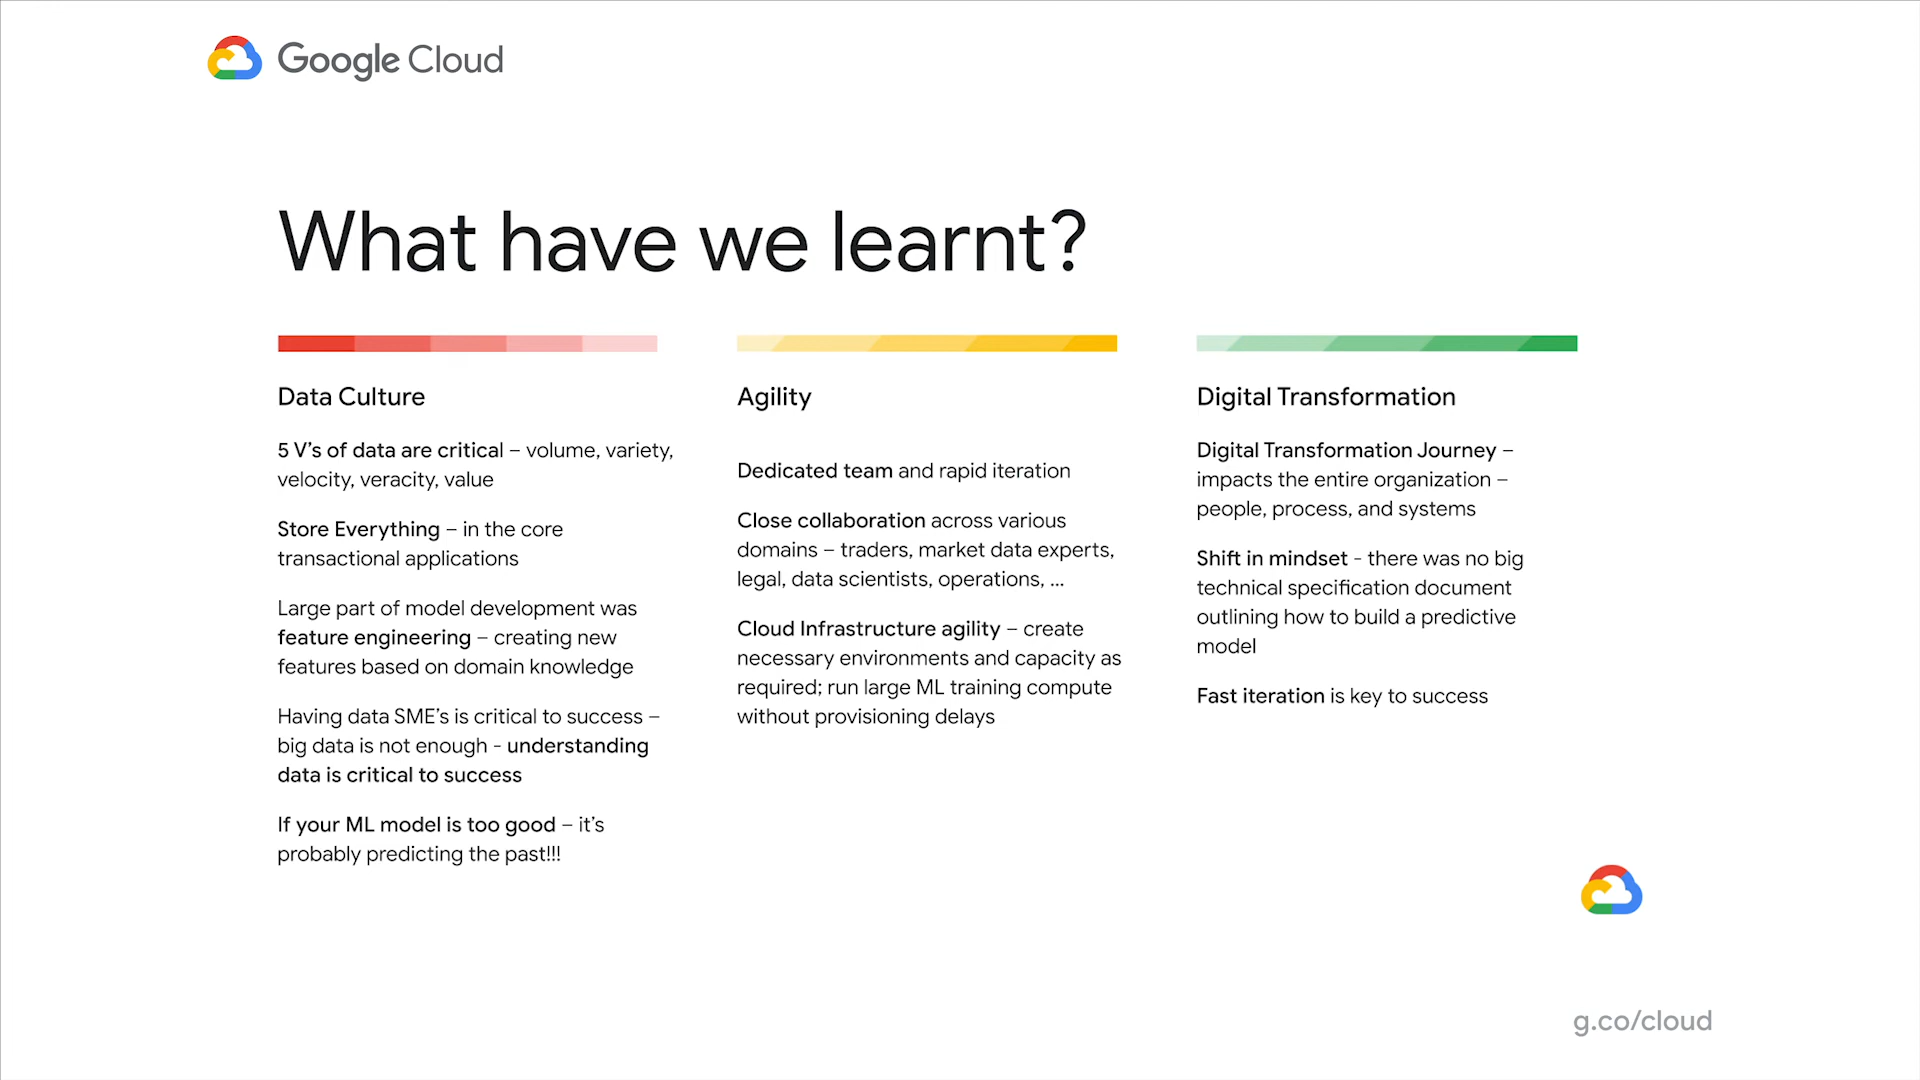 Google Cloud
What have we learnt?
Data Culture
5 V's of data are critical – volume, variety,
velocity, veracity, value
Store Everything – in the core
transactional applications
Large part of model development was
feature engineering – creating new
features based on domain knowledge
Having data SME's is critical to success –
big data is not enough - understanding
data is critical to success
If your ML model is too good – it's
probably predicting the past!!!
Agility
Dedicated team and rapid iteration
Close collaboration across various
domains – traders, market data experts,
legal, data scientists, operations, ...
Cloud Infrastructure agility – create
necessary environments and capacity as
required; run large ML training compute
without provisioning delays
Digital Transformation
Digital Transformation Journey –
impacts the entire organization –
people, process, and systems
Shift in mindset - there was no big
technical specification document
outlining how to build a predictive
model
Fast iteration is key to success
g.co/cloud